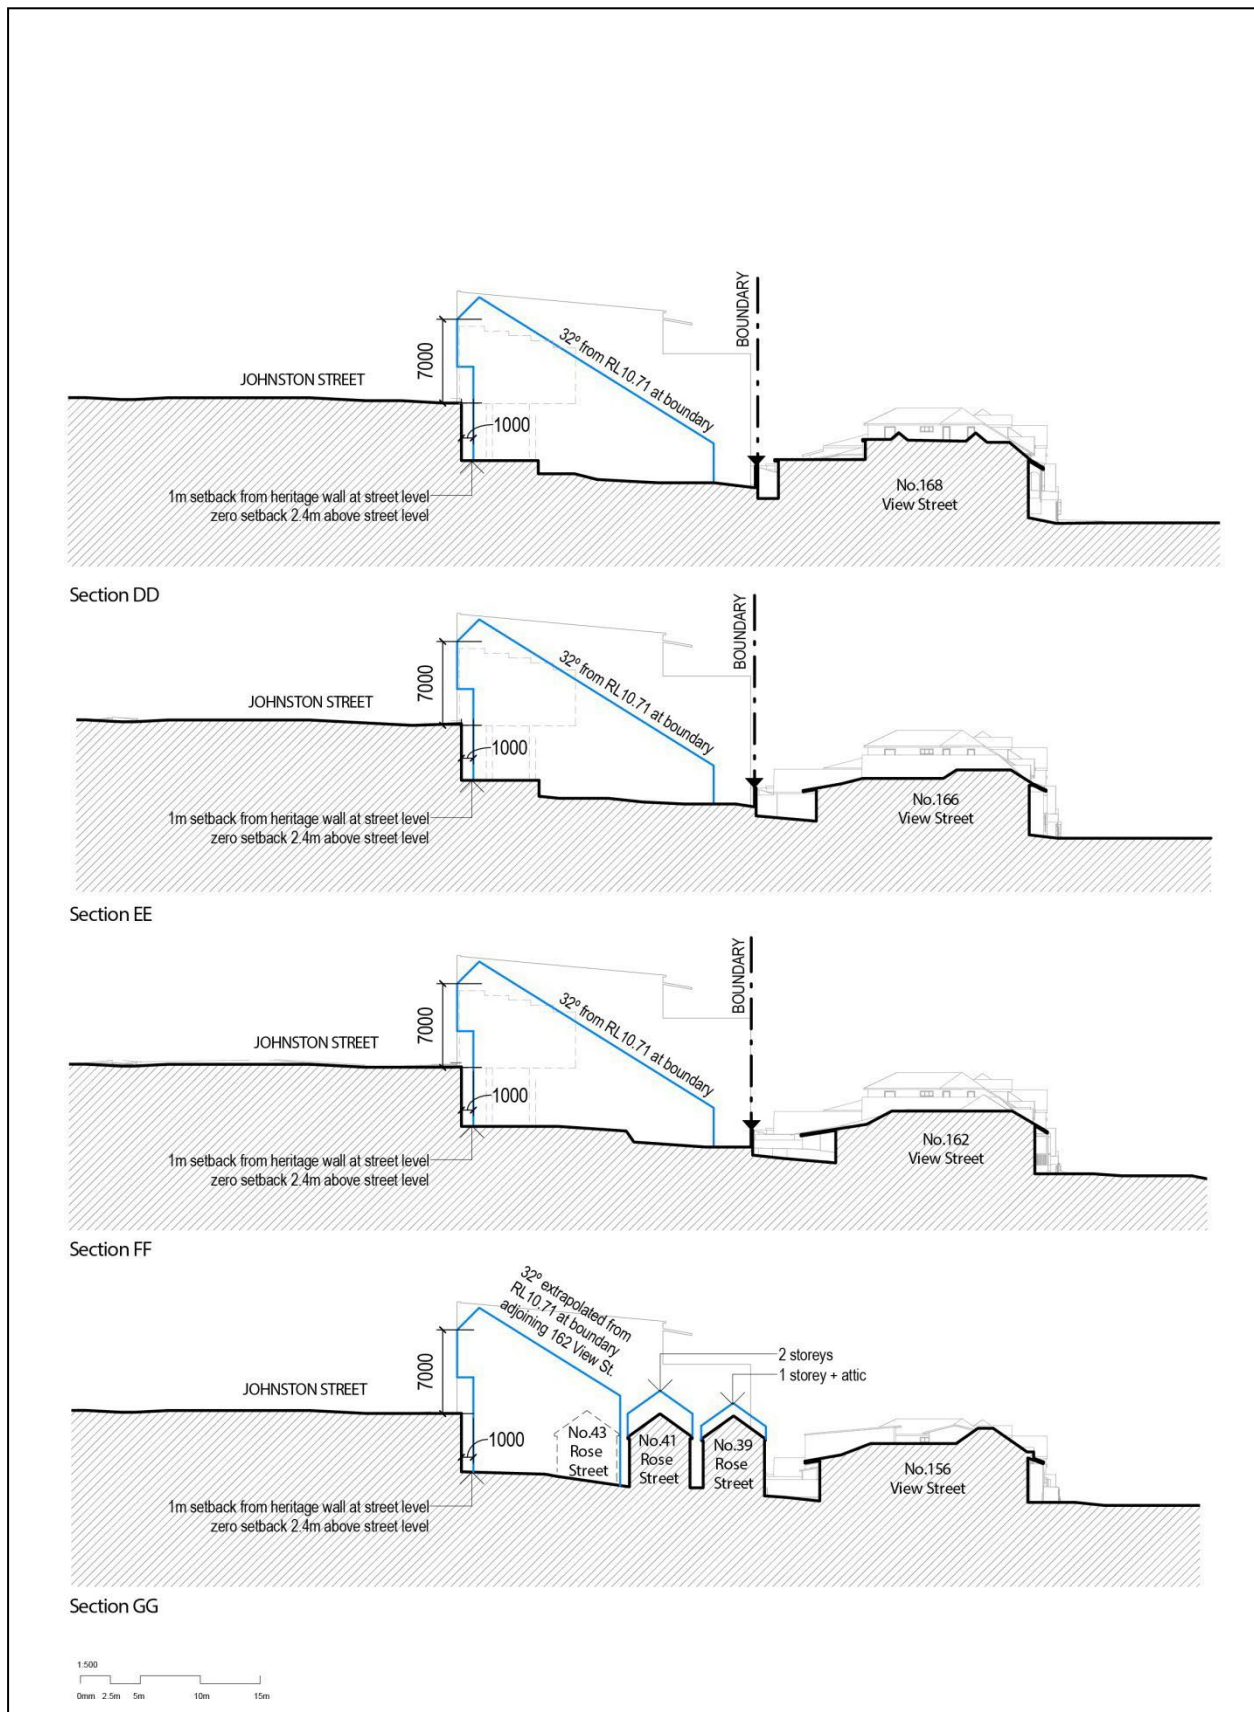 BOUNDARY
32º from RL10.71 at boundary
7000
JOHNSTON STREET
1000
1m setback from heritage wall at street level
zero setback 2.4m above street level
No.168
View Street
Section DD
BOUNDARY
32º from RL10.71 at boundary
7000
JOHNSTON STREET
1000
1m setback from heritage wall at street level
zero setback 2.4m above street level
No.166
View Street
Section EE
BOUNDARY
32º from RL10.71 at boundary
7000
JOHNSTON STREET
1000
1m setback from heritage wall at street level
zero setback 2.4m above street level
No.162
View Street
Section FF
32º extrapolated from
RL10.71 at boundary
adjoining 162 View St.
2 storeys
1 storey + attic
7000
JOHNSTON STREET
1000
No.43
Rose
Street
No.41
Rose
Street
No.39
Rose
Street
No.156
View Street
1m setback from heritage wall at street level
zero setback 2.4m above street level
Section GG
1:500
0mm 2.5m 5m 10m 15m